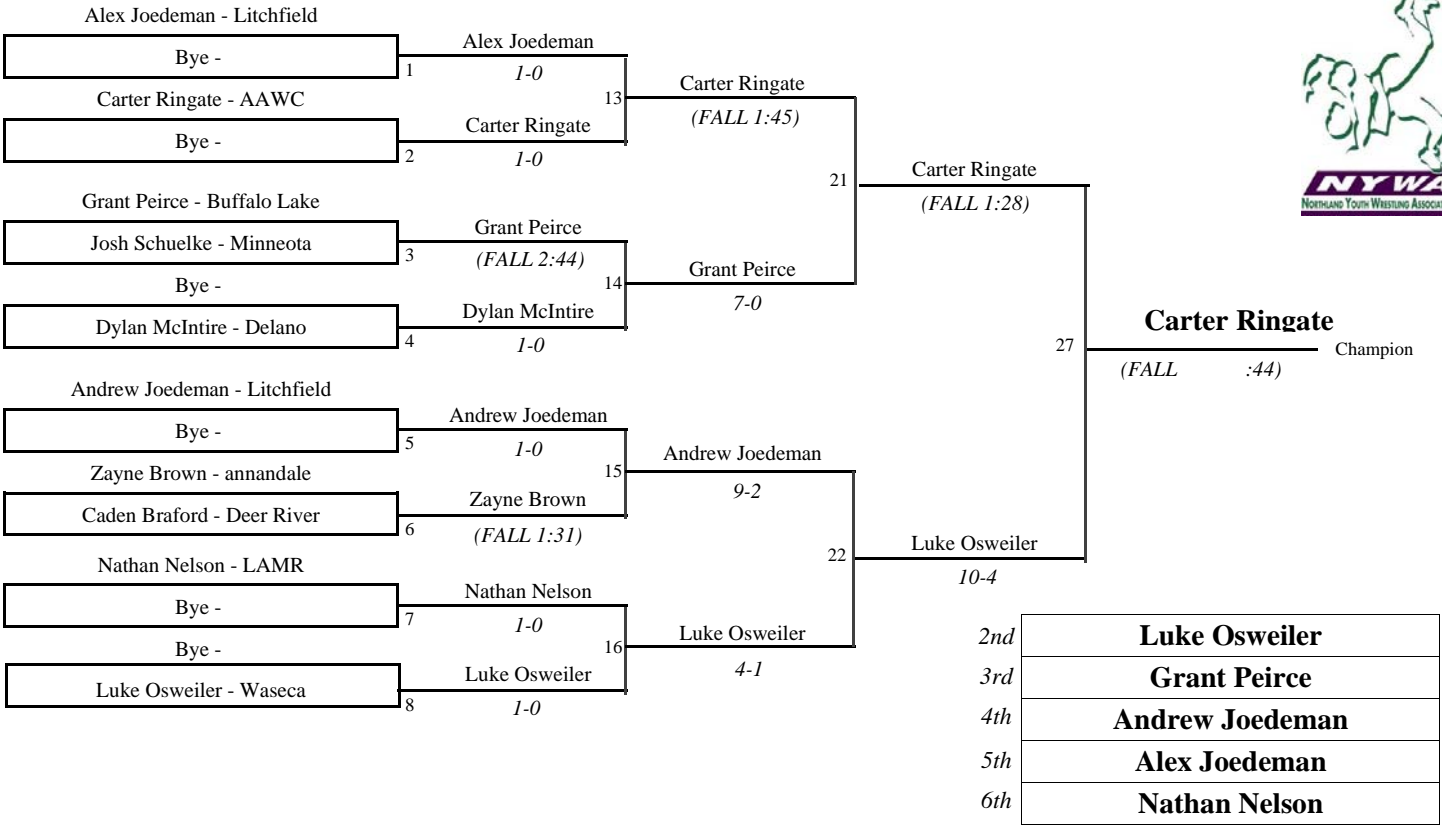 Alex Joedeman - Litchfield
Bye -
1
Alex Joedeman
1-0
Carter Ringate - AAWC
Bye -
2
Carter Ringate
1-0
13
Carter Ringate
(FALL 1:45)
Grant Peirce - Buffalo Lake
Josh Schuelke - Minneota
3
Grant Peirce
(FALL 2:44)
Bye -
Dylan McIntire - Delano
4
Dylan McIntire
1-0
14
Grant Peirce
7-0
21
Carter Ringate
(FALL 1:28)
Andrew Joedeman - Litchfield
Bye -
5
Andrew Joedeman
1-0
Zayne Brown - annandale
Caden Braford - Deer River
6
Zayne Brown
(FALL 1:31)
15
Andrew Joedeman
9-2
Nathan Nelson - LAMR
Bye -
7
Nathan Nelson
1-0
Bye -
Luke Osweiler - Waseca
8
Luke Osweiler
1-0
16
Luke Osweiler
4-1
22
Luke Osweiler
10-4
27
Carter Ringate
(FALL :44)
Champion
NYWA
NORTHLAND YOUTH WRESTLING
2nd Luke Osweiler
3rd Grant Peirce
4th Andrew Joedeman
5th Alex Joedeman
6th Nathan Nelson